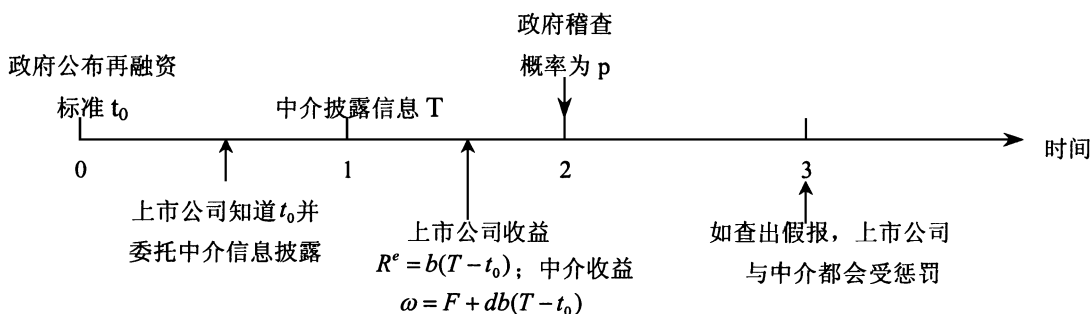 政府稽查
概率为 p
政府公布再融资
标准 t₀
中介披露信息 T
0
1
2
3
时间
上市公司知道 t₀并
委托中介信息披露
上市公司收益
Rᵉ = b(T − t₀)；中介收益
ω = F + db(T − t₀)
如查出假报，上市公司
与中介都会受惩罚